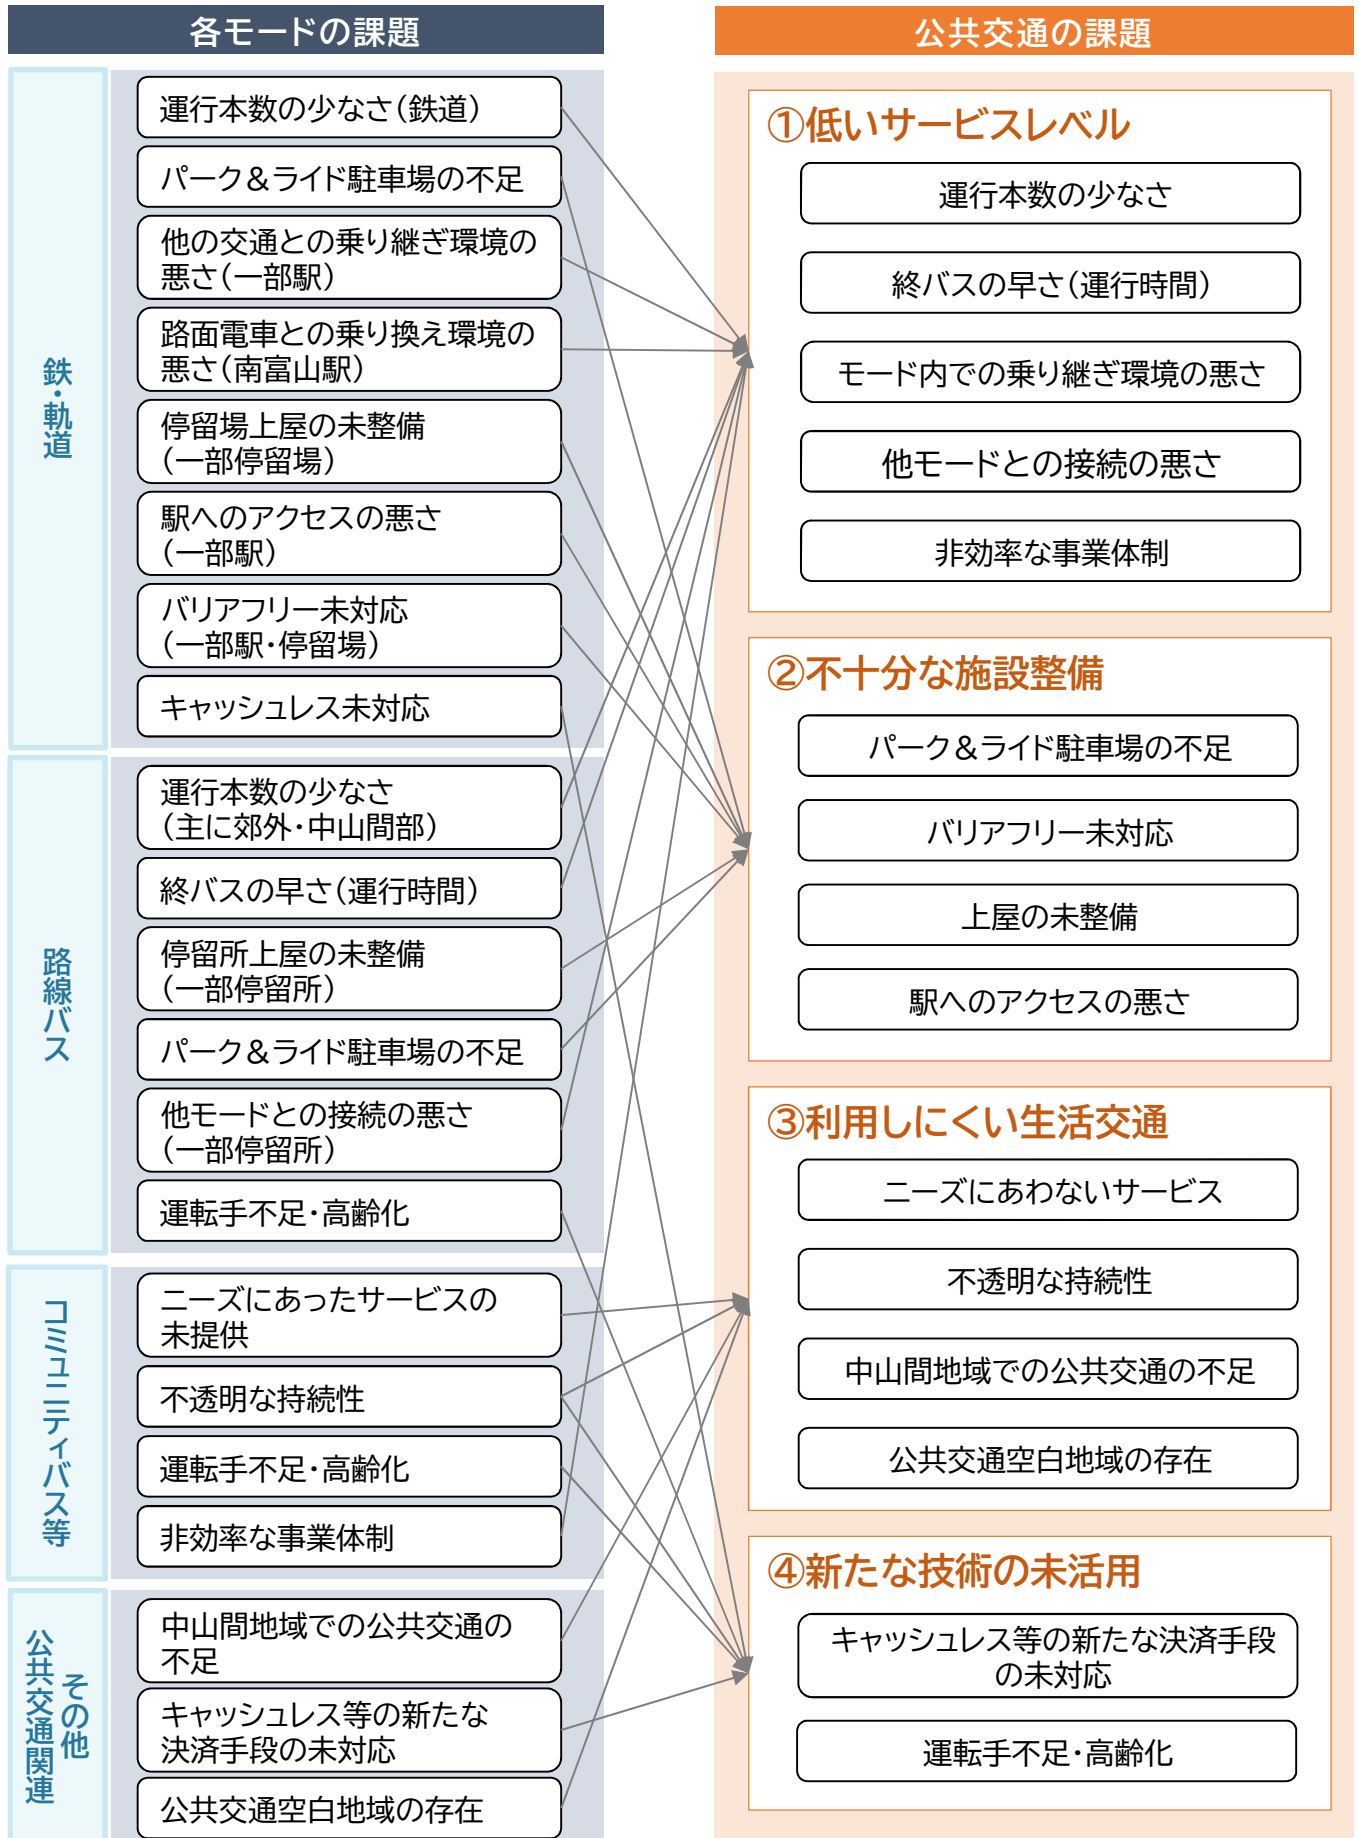 各モードの課題
鉄・軌道
運行本数の少なさ（鉄道）
パーク＆ライド駐車場の不足
他の交通との乗り継ぎ環境の
悪さ（一部駅）
路面電車との乗り換え環境の
悪さ（南富山駅）
停留場上屋の未整備
（一部停留場）
駅へのアクセスの悪さ
（一部駅）
バリアフリー未対応
（一部駅・停留場）
キャッシュレス未対応
路線バス
運行本数の少なさ
（主に郊外・中山間部）
終バスの早さ（運行時間）
停留所上屋の未整備
（一部停留所）
パーク＆ライド駐車場の不足
他モードとの接続の悪さ
（一部停留所）
運転手不足・高齢化
コミュニティバス等
ニーズにあったサービスの
未提供
不透明な持続性
運転手不足・高齢化
非効率な事業体制
その他
公共交通関連
中山間地域での公共交通の
不足
キャッシュレス等の新たな
決済手段の未対応
公共交通空白地域の存在
公共交通の課題
①低いサービスレベル
運行本数の少なさ
終バスの早さ（運行時間）
モード内での乗り継ぎ環境の悪さ
他モードとの接続の悪さ
非効率な事業体制
②不十分な施設整備
パーク＆ライド駐車場の不足
バリアフリー未対応
上屋の未整備
駅へのアクセスの悪さ
③利用しにくい生活交通
ニーズにあわないサービス
不透明な持続性
中山間地域での公共交通の不足
公共交通空白地域の存在
④新たな技術の未活用
キャッシュレス等の新たな決済手段
の未対応
運転手不足・高齢化